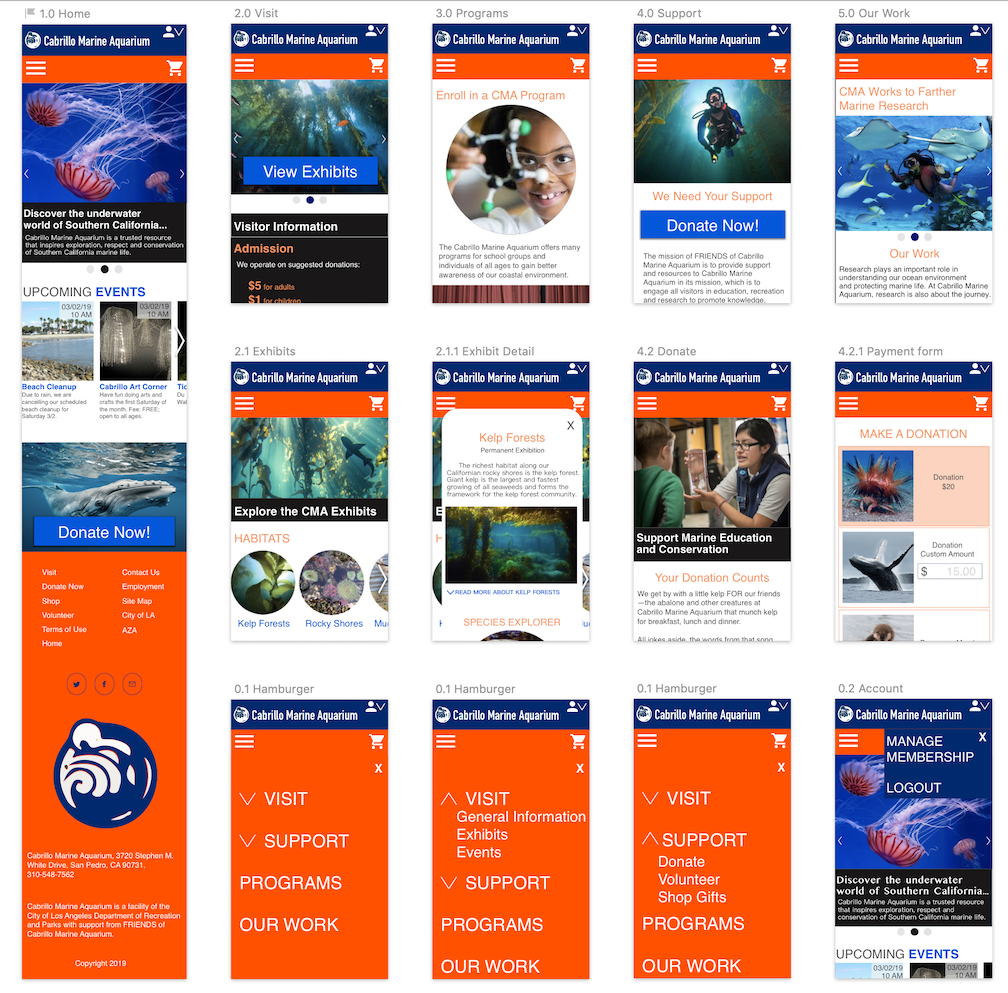 1.0 Home
Cabrillo Marine Aquarium
Discover the underwater
world of Southern California...
Cabrillo Marine Aquarium is a trusted resource
that inspires exploration, respect and conservation
of Southern California marine life.
UPCOMING EVENTS
03/02/19
10 AM
03/02/19
10 AM
Beach Cleanup
Due to rain, we are
cancelling our scheduled
beach cleanup for
Saturday 3/2.
Cabrillo Art Corner
Have fun doing arts and
crafts the first Saturday of
the month. Fee: FREE;
open to all ages.
Tid
Du
Wal
Donate Now!
Visit
Donate Now
Shop
Volunteer
Terms of Use
Home
Contact Us
Employment
Site Map
City of LA
AZA
Cabrillo Marine Aquarium, 3720 Stephen M.
White Drive, San Pedro, CA 90731.
310-548-7562
Cabrillo Marine Aquarium is a facility of the
City of Los Angeles Department of Recreation
and Parks with support from FRIENDS of
Cabrillo Marine Aquarium.
Copyright 2019
2.0 Visit
Cabrillo Marine Aquarium
View Exhibits
Visitor Information
Admission
We operate on suggested donations:
$5 for adults
$1 for children
3.0 Programs
Cabrillo Marine Aquarium
Enroll in a CMA Program
The Cabrillo Marine Aquarium offers many
programs for school groups and
individuals of all ages to gain better
awareness of our coastal environment.
4.0 Support
Cabrillo Marine Aquarium
We Need Your Support
Donate Now!
The mission of FRIENDS of Cabrillo
Marine Aquarium is to provide support
and resources to Cabrillo Marine
Aquarium in its mission, which is to
engage all visitors in education, recreation
and research to promote knowledge,
5.0 Our Work
Cabrillo Marine Aquarium
CMA Works to Farther
Marine Research
Our Work
Research plays an important role in
understanding our ocean environment
and protecting marine life. At Cabrillo Marine
Aquarium, research is also about the journey.
2.1 Exhibits
Cabrillo Marine Aquarium
Explore the CMA Exhibits
HABITATS
Kelp Forests
Rocky Shores
Mu
2.1.1 Exhibit Detail
Cabrillo Marine Aquarium
X
Kelp Forests
Permanent Exhibition
The richest habitat along our
Californian rocky shores is the kelp forest.
Giant kelp is the largest and fastest
growing of all seaweeds and forms the
framework for the kelp forest community.
READ MORE ABOUT KELP FORESTS
SPECIES EXPLORER
4.2 Donate
Cabrillo Marine Aquarium
Support Marine Education
and Conservation
Your Donation Counts
We get by with a little kelp FOR our friends
—the abalone and other creatures at
Cabrillo Marine Aquarium that munch kelp
for breakfast, lunch and dinner.
All jokes aside, the words from that song
4.2.1 Payment form
Cabrillo Marine Aquarium
MAKE A DONATION
Donation
$20
Donation
Custom Amount
$ 15.00
0.1 Hamburger
Cabrillo Marine Aquarium
X
VISIT
SUPPORT
PROGRAMS
OUR WORK
0.1 Hamburger
Cabrillo Marine Aquarium
X
VISIT
General Information
Exhibits
Events
SUPPORT
PROGRAMS
OUR WORK
0.1 Hamburger
Cabrillo Marine Aquarium
X
VISIT
SUPPORT
Donate
Volunteer
Shop Gifts
PROGRAMS
OUR WORK
0.2 Account
Cabrillo Marine Aquarium
X
MANAGE
MEMBERSHIP
LOGOUT
Discover the underwater
world of Southern California...
Cabrillo Marine Aquarium is a trusted resource
that inspires exploration, respect and
conservation of Southern California marine life.
UPCOMING EVENTS
03/02/19
10 AM
03/02/19
10 AM